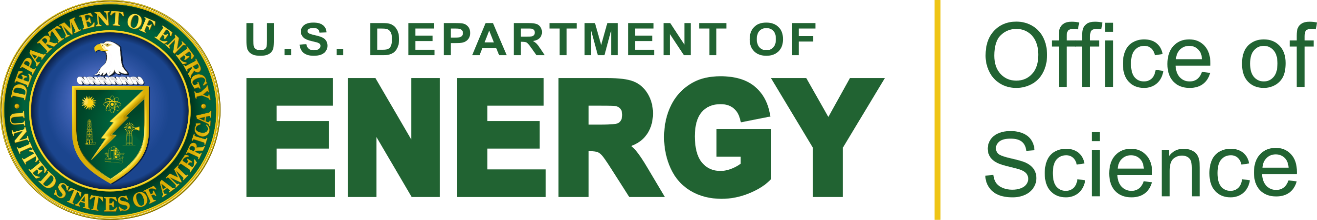 DEPARTMENT OF ENERGY
UNITED STATES OF AMERICA
U.S. DEPARTMENT OF
ENERGY
Office of
Science